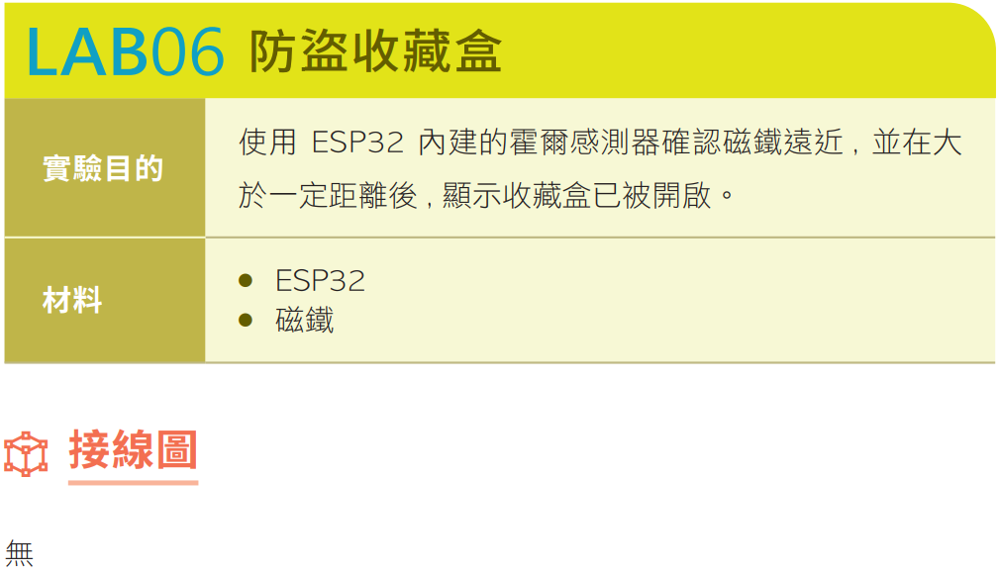 LAB06 防盜收藏盒
實驗目的
使用 ESP32 內建的霍爾感測器確認磁鐵遠近，並在大
於一定距離後，顯示收藏盒已被開啟。
材料
● ESP32
● 磁鐵
接線圖
無